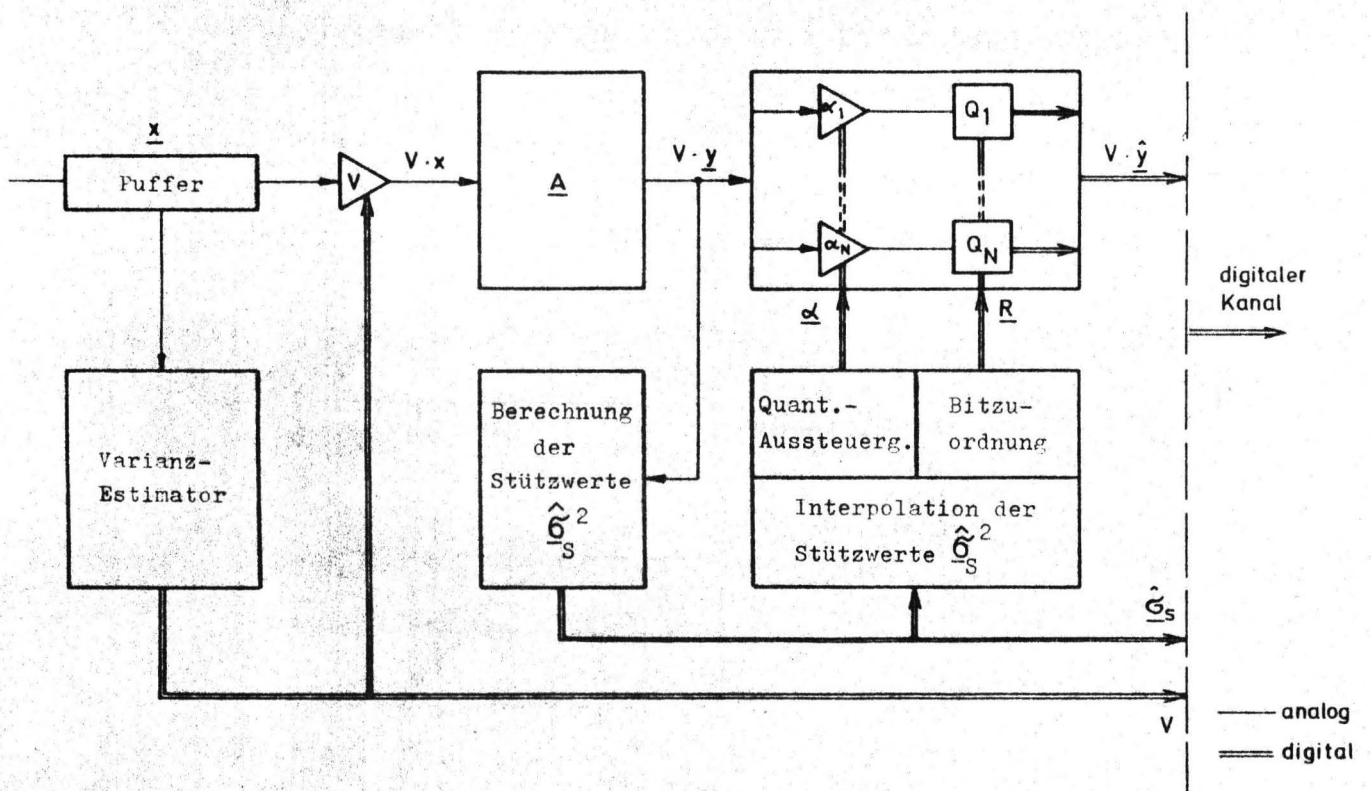 x
Puffer
V
V · x
A
V · y
α1
Q1
αN
QN
V · ŷ
digitaler
Kanal
α
R
Varianz-
Estimator
Berechnung
der
Stützwerte
σ̃̂S²
Quant.-
Aussteuerg.
Bitzu-
ordnung
Interpolation der
Stützwerte σ̃̂S²
σ̂s
V
analog
digital